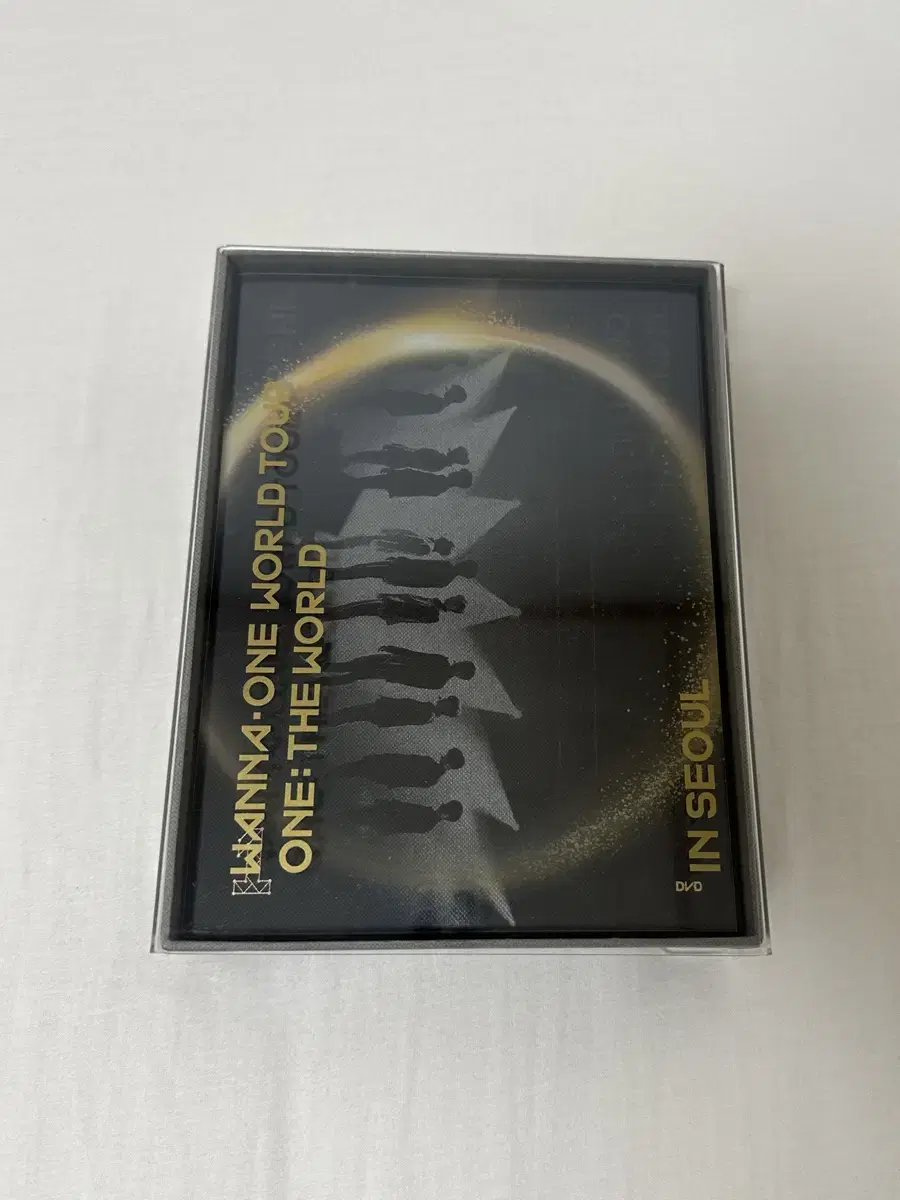 WANNA·ONE WORLD TOUR
ONE: THE WORLD
DVD
IN SEOUL